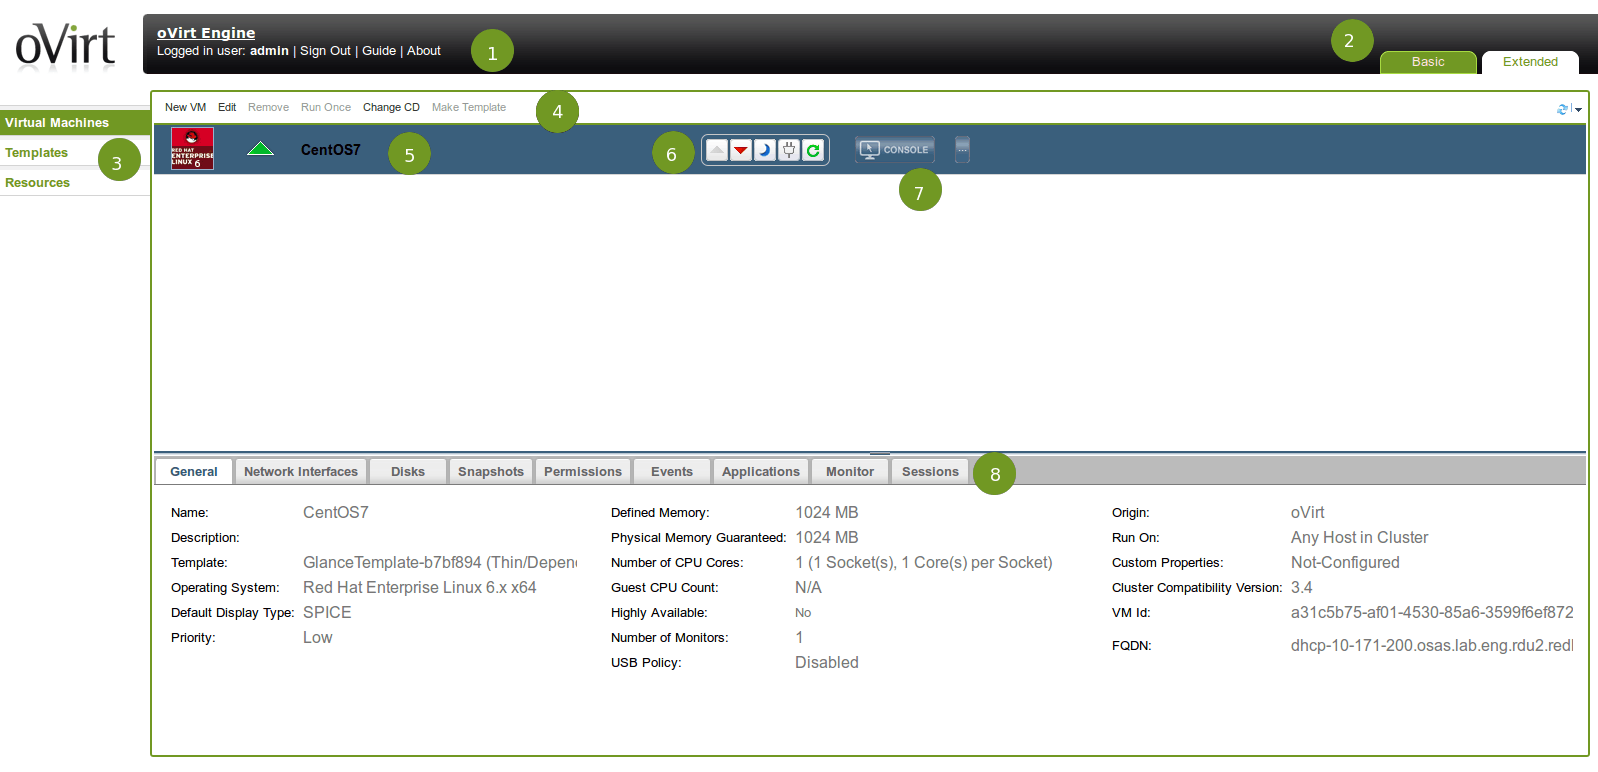 oVirt
oVirt Engine
Logged in user: admin | Sign Out | Guide | About
1
2
Basic
Extended
New VM Edit Remove Run Once Change CD Make Template
4
Virtual Machines
Templates
Resources
3
RED HAT
ENTERPRISE
LINUX 6
CentOS7
5
6
CONSOLE
...
7
General Network Interfaces Disks Snapshots Permissions Events Applications Monitor Sessions
8
Name: CentOS7
Description:
Template: GlanceTemplate-b7bf894 (Thin/Depen
Operating System: Red Hat Enterprise Linux 6.x x64
Default Display Type: SPICE
Priority: Low
Defined Memory: 1024 MB
Physical Memory Guaranteed: 1024 MB
Number of CPU Cores: 1 (1 Socket(s), 1 Core(s) per Socket)
Guest CPU Count: N/A
Highly Available: No
Number of Monitors: 1
USB Policy: Disabled
Origin: oVirt
Run On: Any Host in Cluster
Custom Properties: Not-Configured
Cluster Compatibility Version: 3.4
VM Id: a31c5b75-af01-4530-85a6-3599f6ef872
FQDN: dhcp-10-171-200.osas.lab.eng.rdu2.red